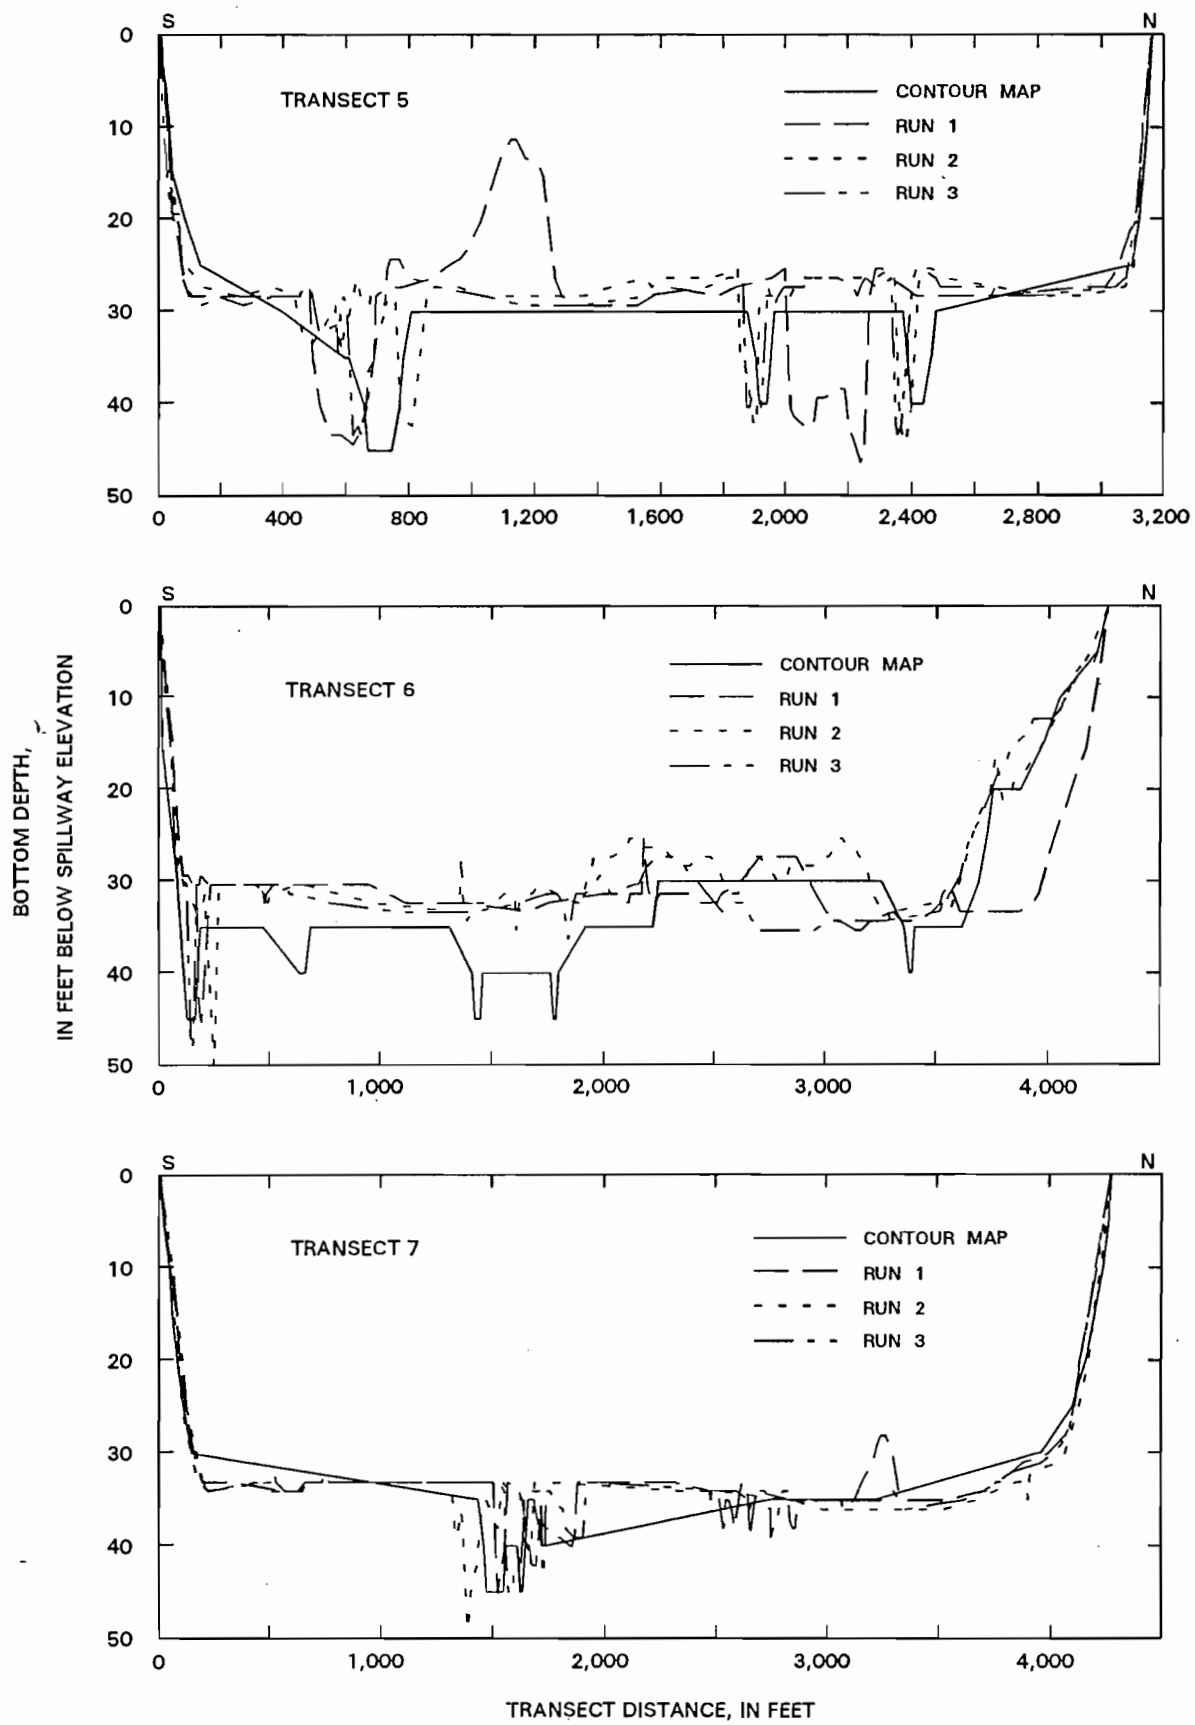 S N
0
10
20
30
40
50
TRANSECT 5
CONTOUR MAP
RUN 1
RUN 2
RUN 3
0 400 800 1,200 1,600 2,000 2,400 2,800 3,200
S N
0
10
20
30
40
50
TRANSECT 6
CONTOUR MAP
RUN 1
RUN 2
RUN 3
0 1,000 2,000 3,000 4,000
BOTTOM DEPTH,
IN FEET BELOW SPILLWAY ELEVATION
S N
0
10
20
30
40
50
TRANSECT 7
CONTOUR MAP
RUN 1
RUN 2
RUN 3
0 1,000 2,000 3,000 4,000
TRANSECT DISTANCE, IN FEET